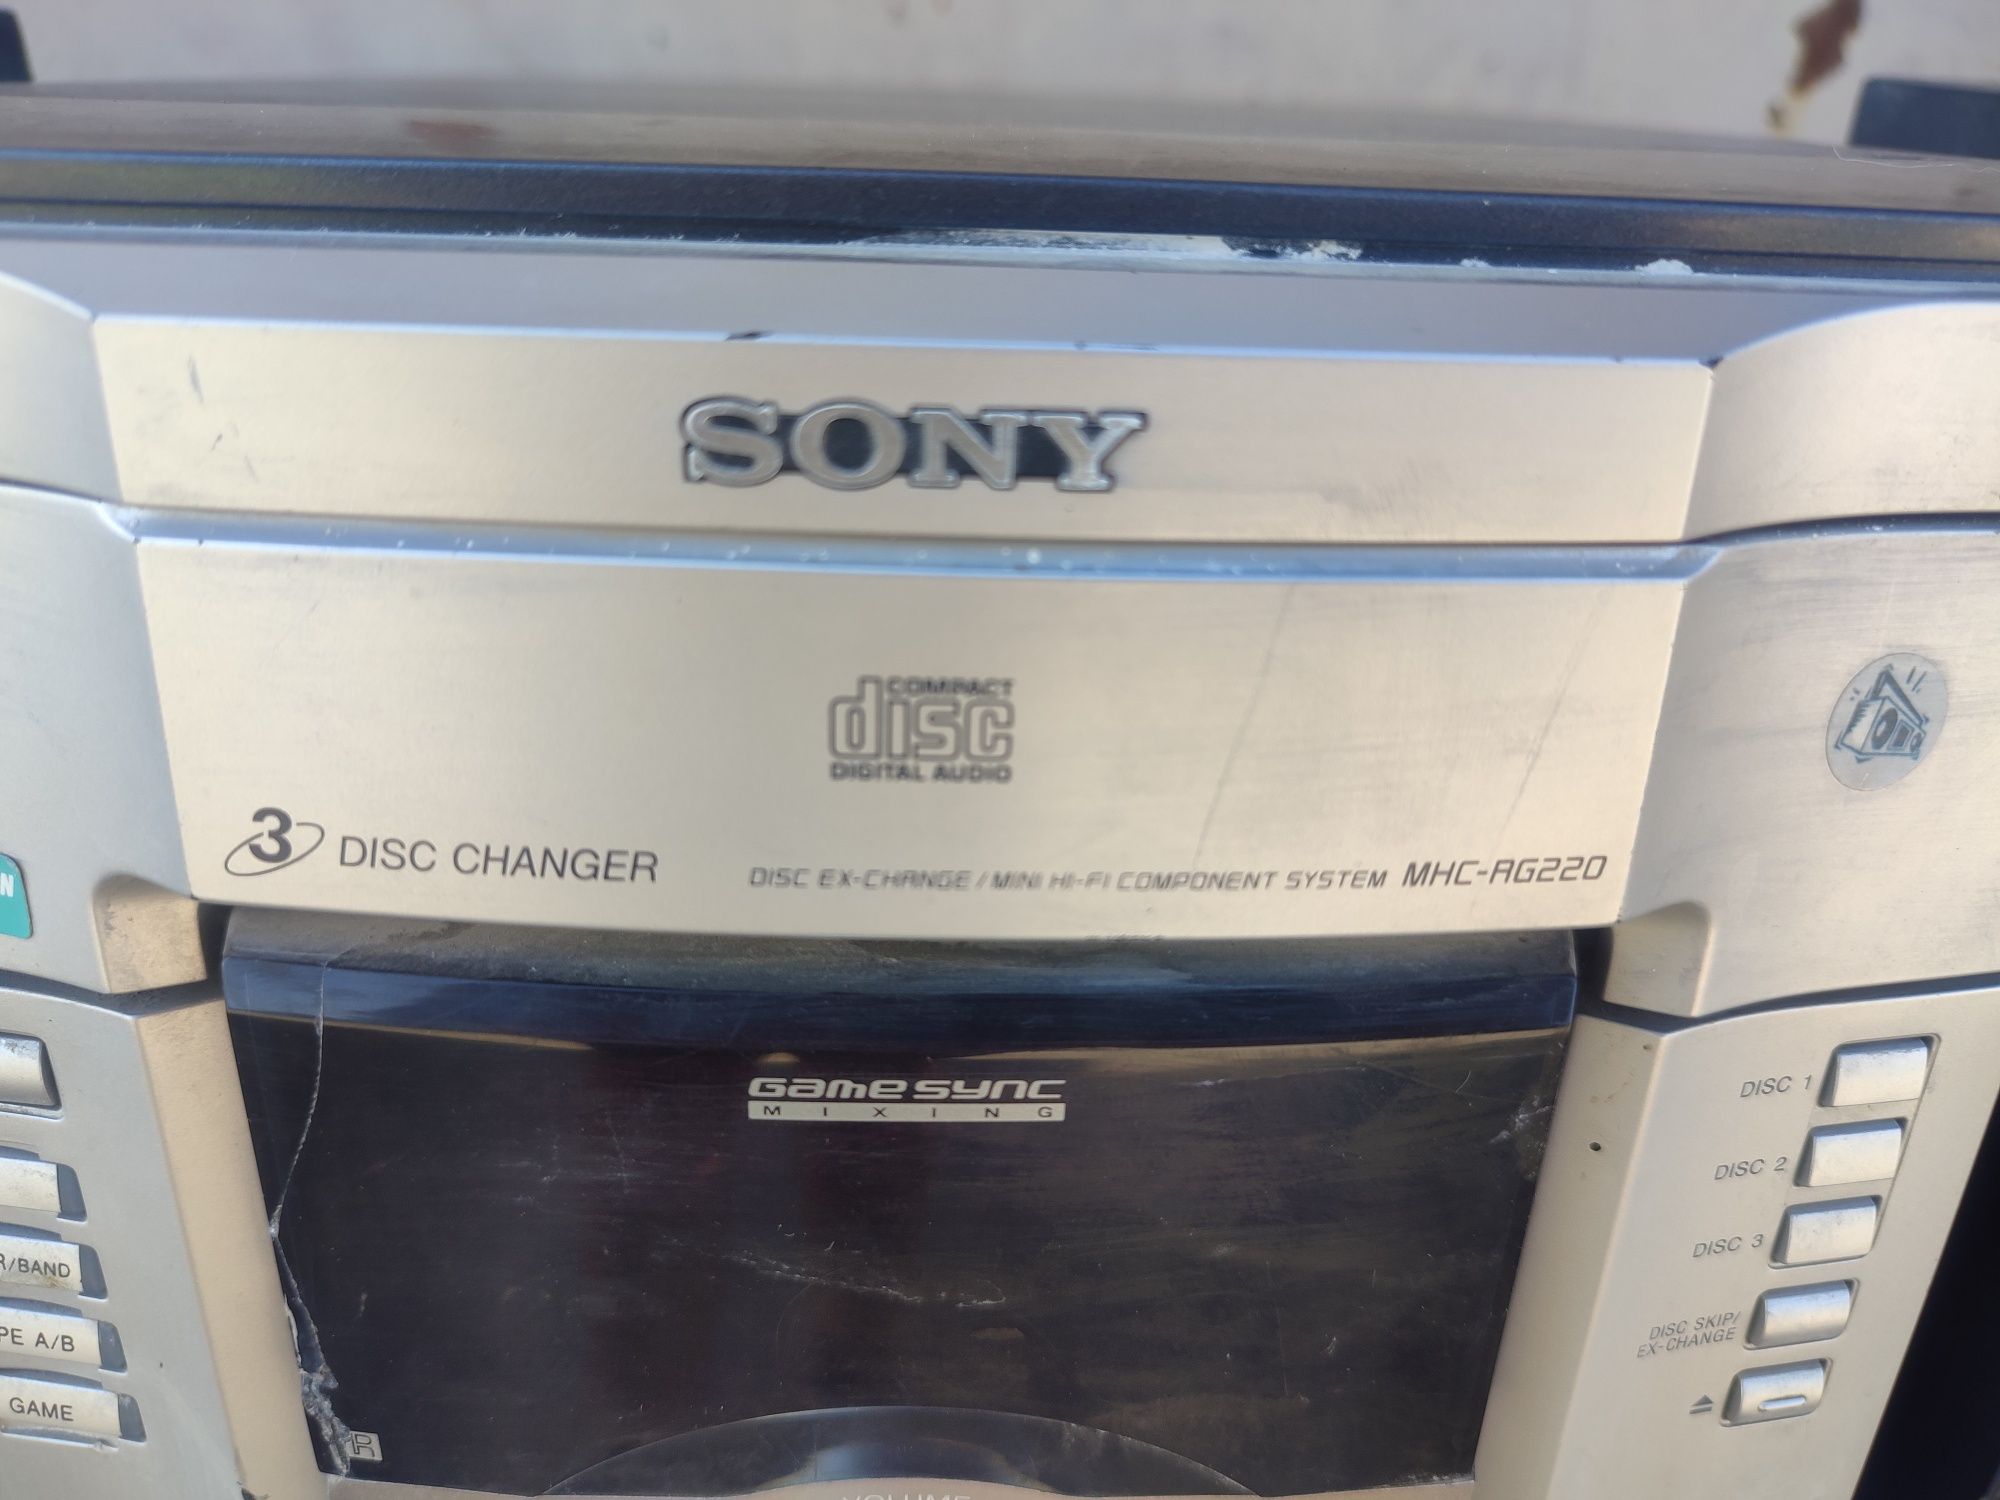 SONY
COMPACT
disc
DIGITAL AUDIO
3 DISC CHANGER
DISC EX-CHANGE / MINI HI-FI COMPONENT SYSTEM MHC-RG220
GAME SYNC
MIXING
DISC 1
DISC 2
DISC 3
DISC SKIP/
EX-CHANGE
R/BAND
PE A/B
GAME
VOLUME